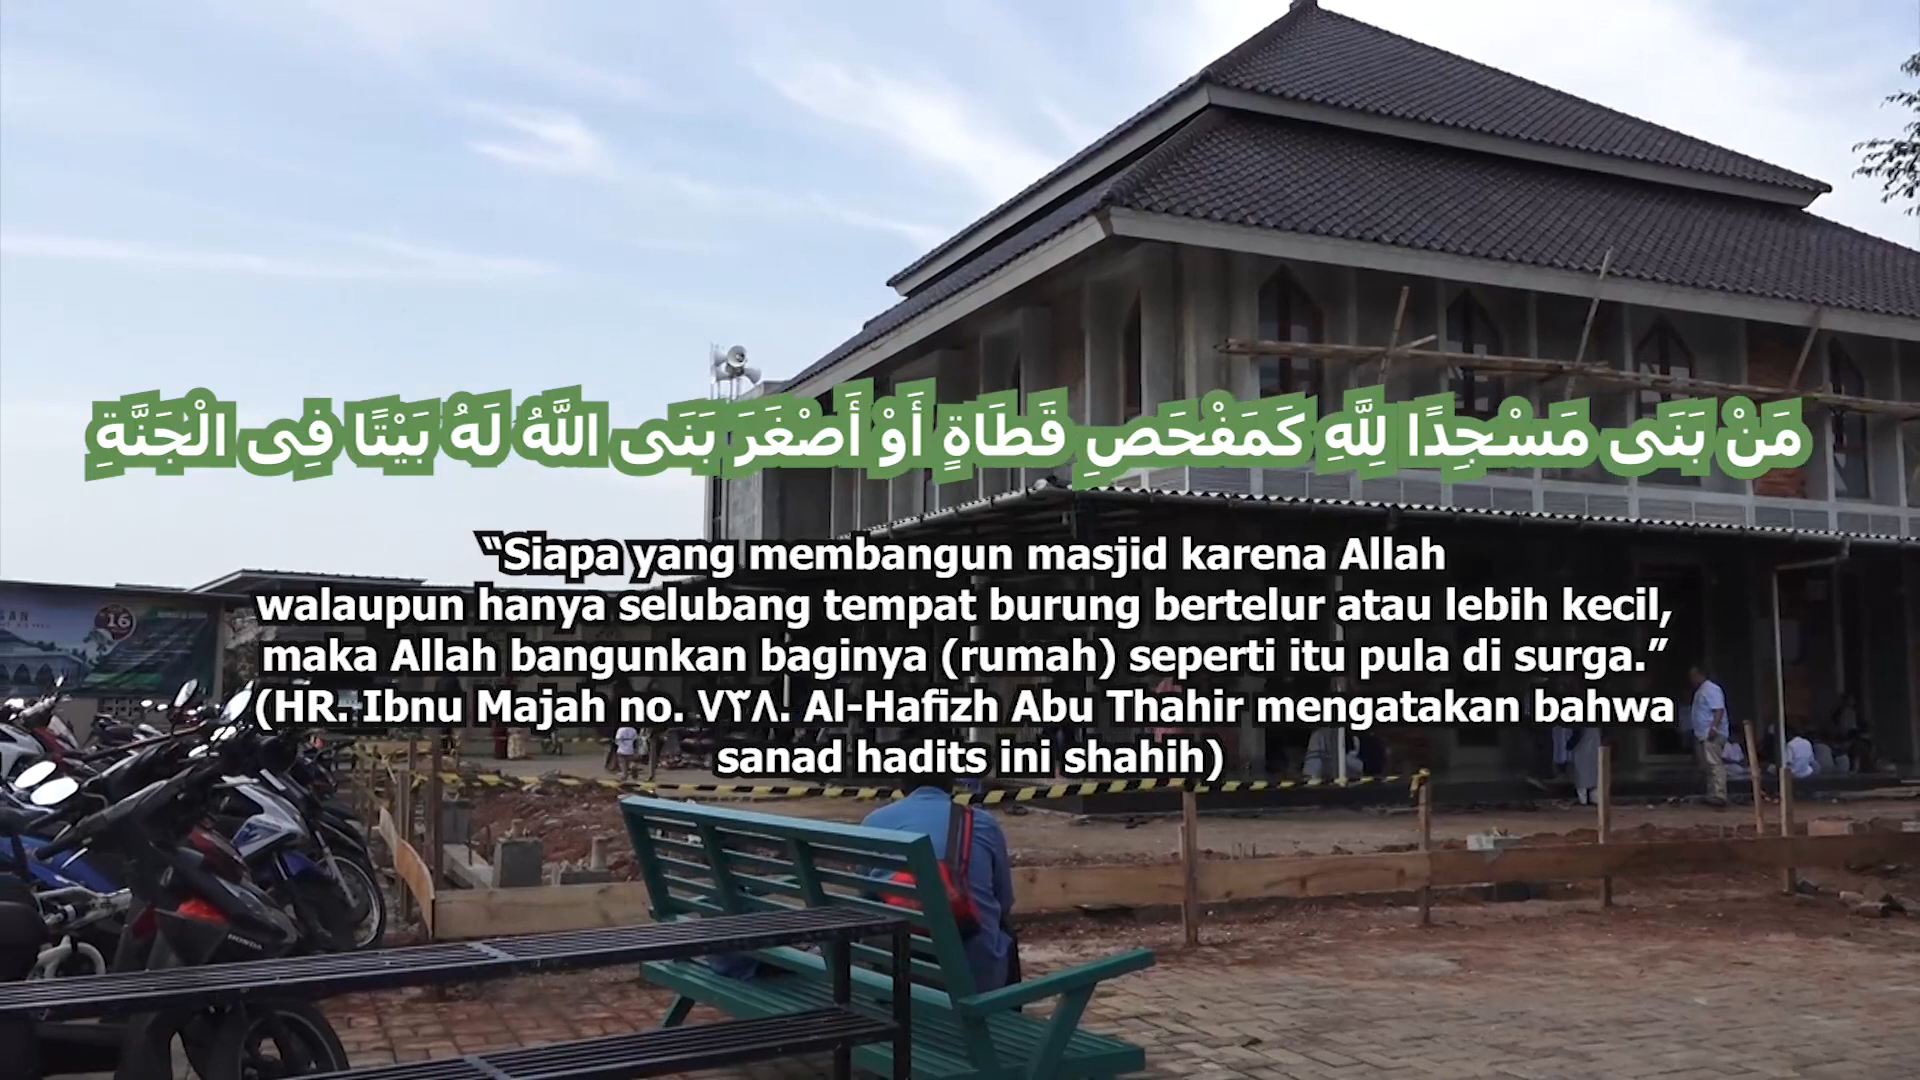 مَنْ بَنَى مَسْجِدًا لِلَّهِ كَمَفْحَصِ قَطَاةٍ أَوْ أَصْغَرَ بَنَى اللَّهُ لَهُ بَيْتًا فِى الْجَنَّةِ
“Siapa yang membangun masjid karena Allah
walaupun hanya selubang tempat burung bertelur atau lebih kecil,
maka Allah bangunkan baginya (rumah) seperti itu pula di surga.”
(HR. Ibnu Majah no. ٧٣٨. Al-Hafizh Abu Thahir mengatakan bahwa
sanad hadits ini shahih)
16
HONDA